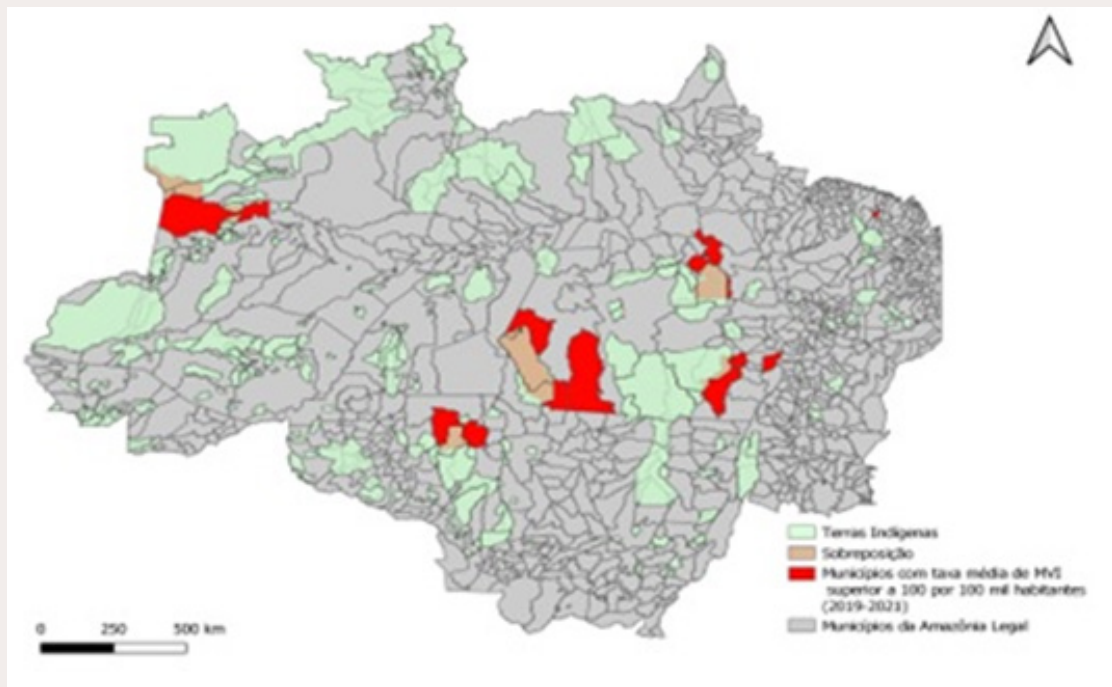 Terras Indígenas
Sobreposição
Municípios com taxa média de MVI
superior a 100 por 100 mil habitantes
(2019-2021)
Municípios da Amazônia Legal
0 250 500 km